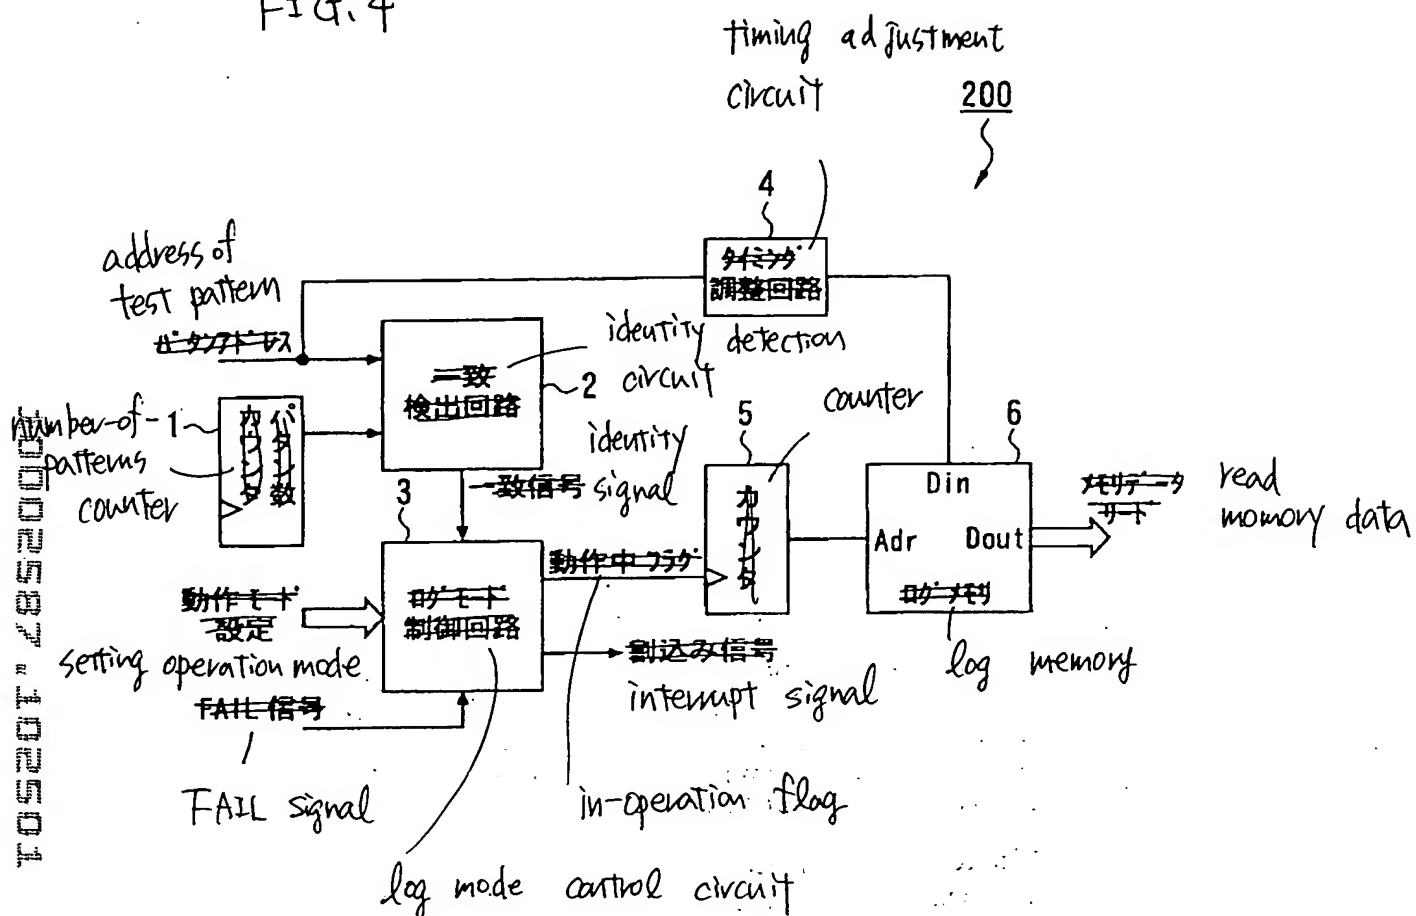 FIG. 4
timing adjustment
circuit
200
4
タイミング
調整回路
address of
test pattern
パタンアドレス
identity detection
circuit
一致
検出回路
2
number-of-
patterns
counter
1
パタン数
カウンタ
identity
signal
一致信号
counter
5
カウンタ
6
Din
Adr
Dout
ログメモリ
log memory
メモリデータ
リード
read
momory data
3
ログモード
制御回路
動作モード
設定
setting operation mode
FAIL信号
FAIL signal
動作中フラグ
in-operation flag
割込み信号
interrupt signal
log mode control circuit
10002587.102501